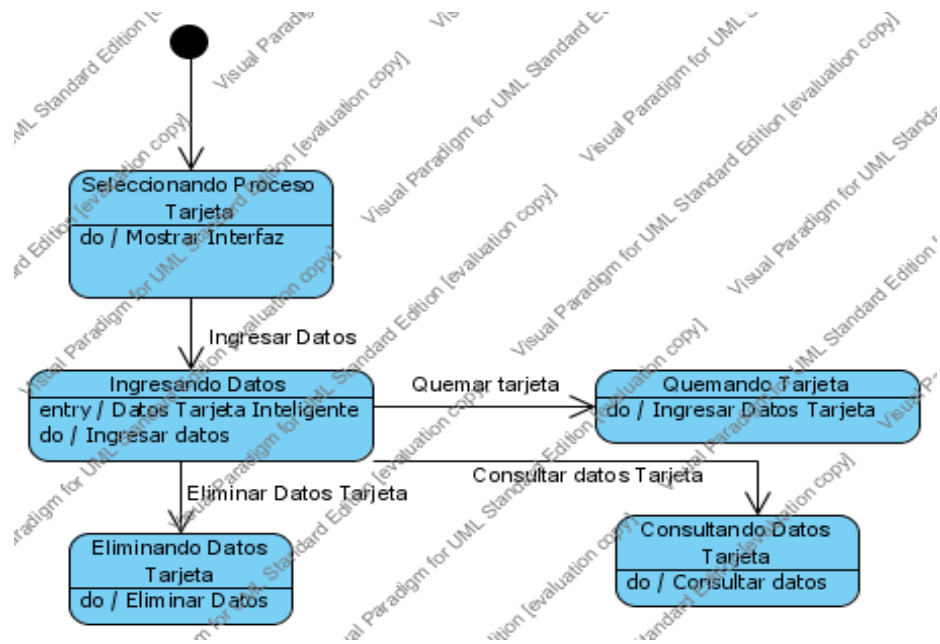 Seleccionando Proceso
Tarjeta
do / Mostrar Interfaz
Ingresar Datos
Ingresando Datos
entry / Datos Tarjeta Inteligente
do / Ingresar datos
Quemar tarjeta
Quemando Tarjeta
do / Ingresar Datos Tarjeta
Eliminar Datos Tarjeta
Consultar datos Tarjeta
Eliminando Datos
Tarjeta
do / Eliminar Datos
Consultando Datos
Tarjeta
do / Consultar datos
Visual Paradigm for UML Standard Edition [evaluation copy]